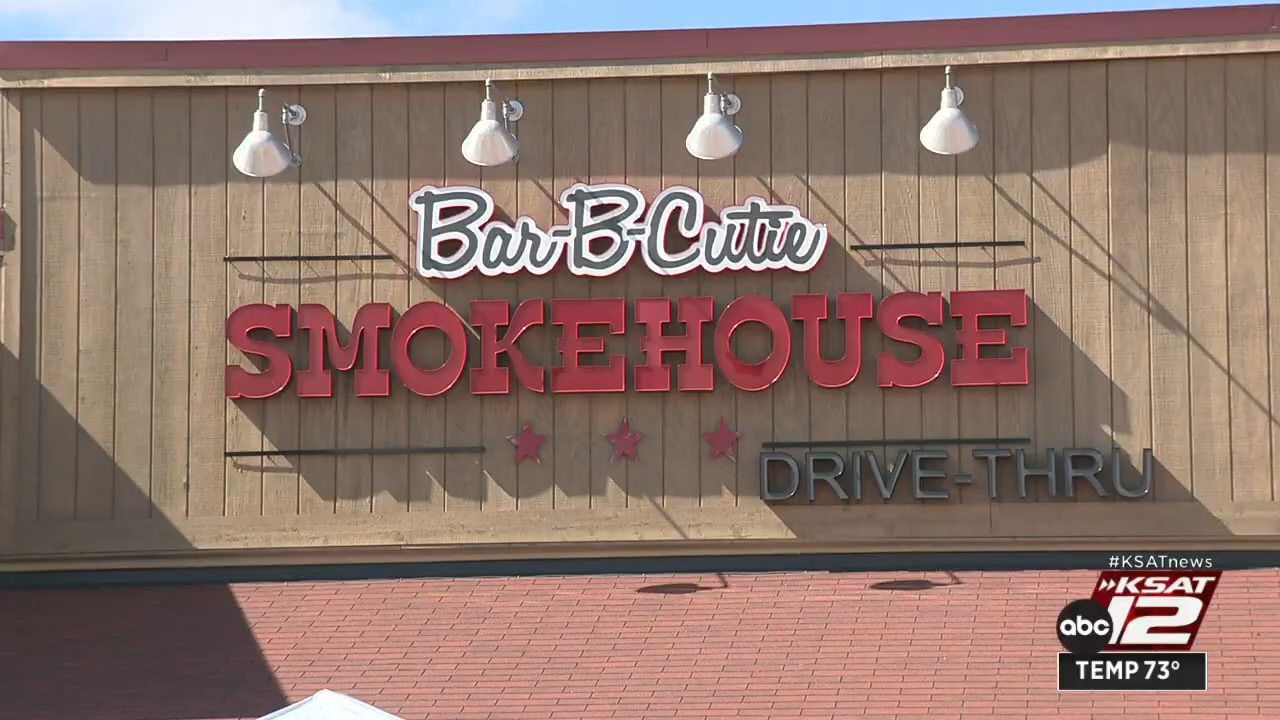 Bar-B-Cutie
SMOKEHOUSE
DRIVE-THRU
#KSATnews
KSAT
abc 12
TEMP 73°